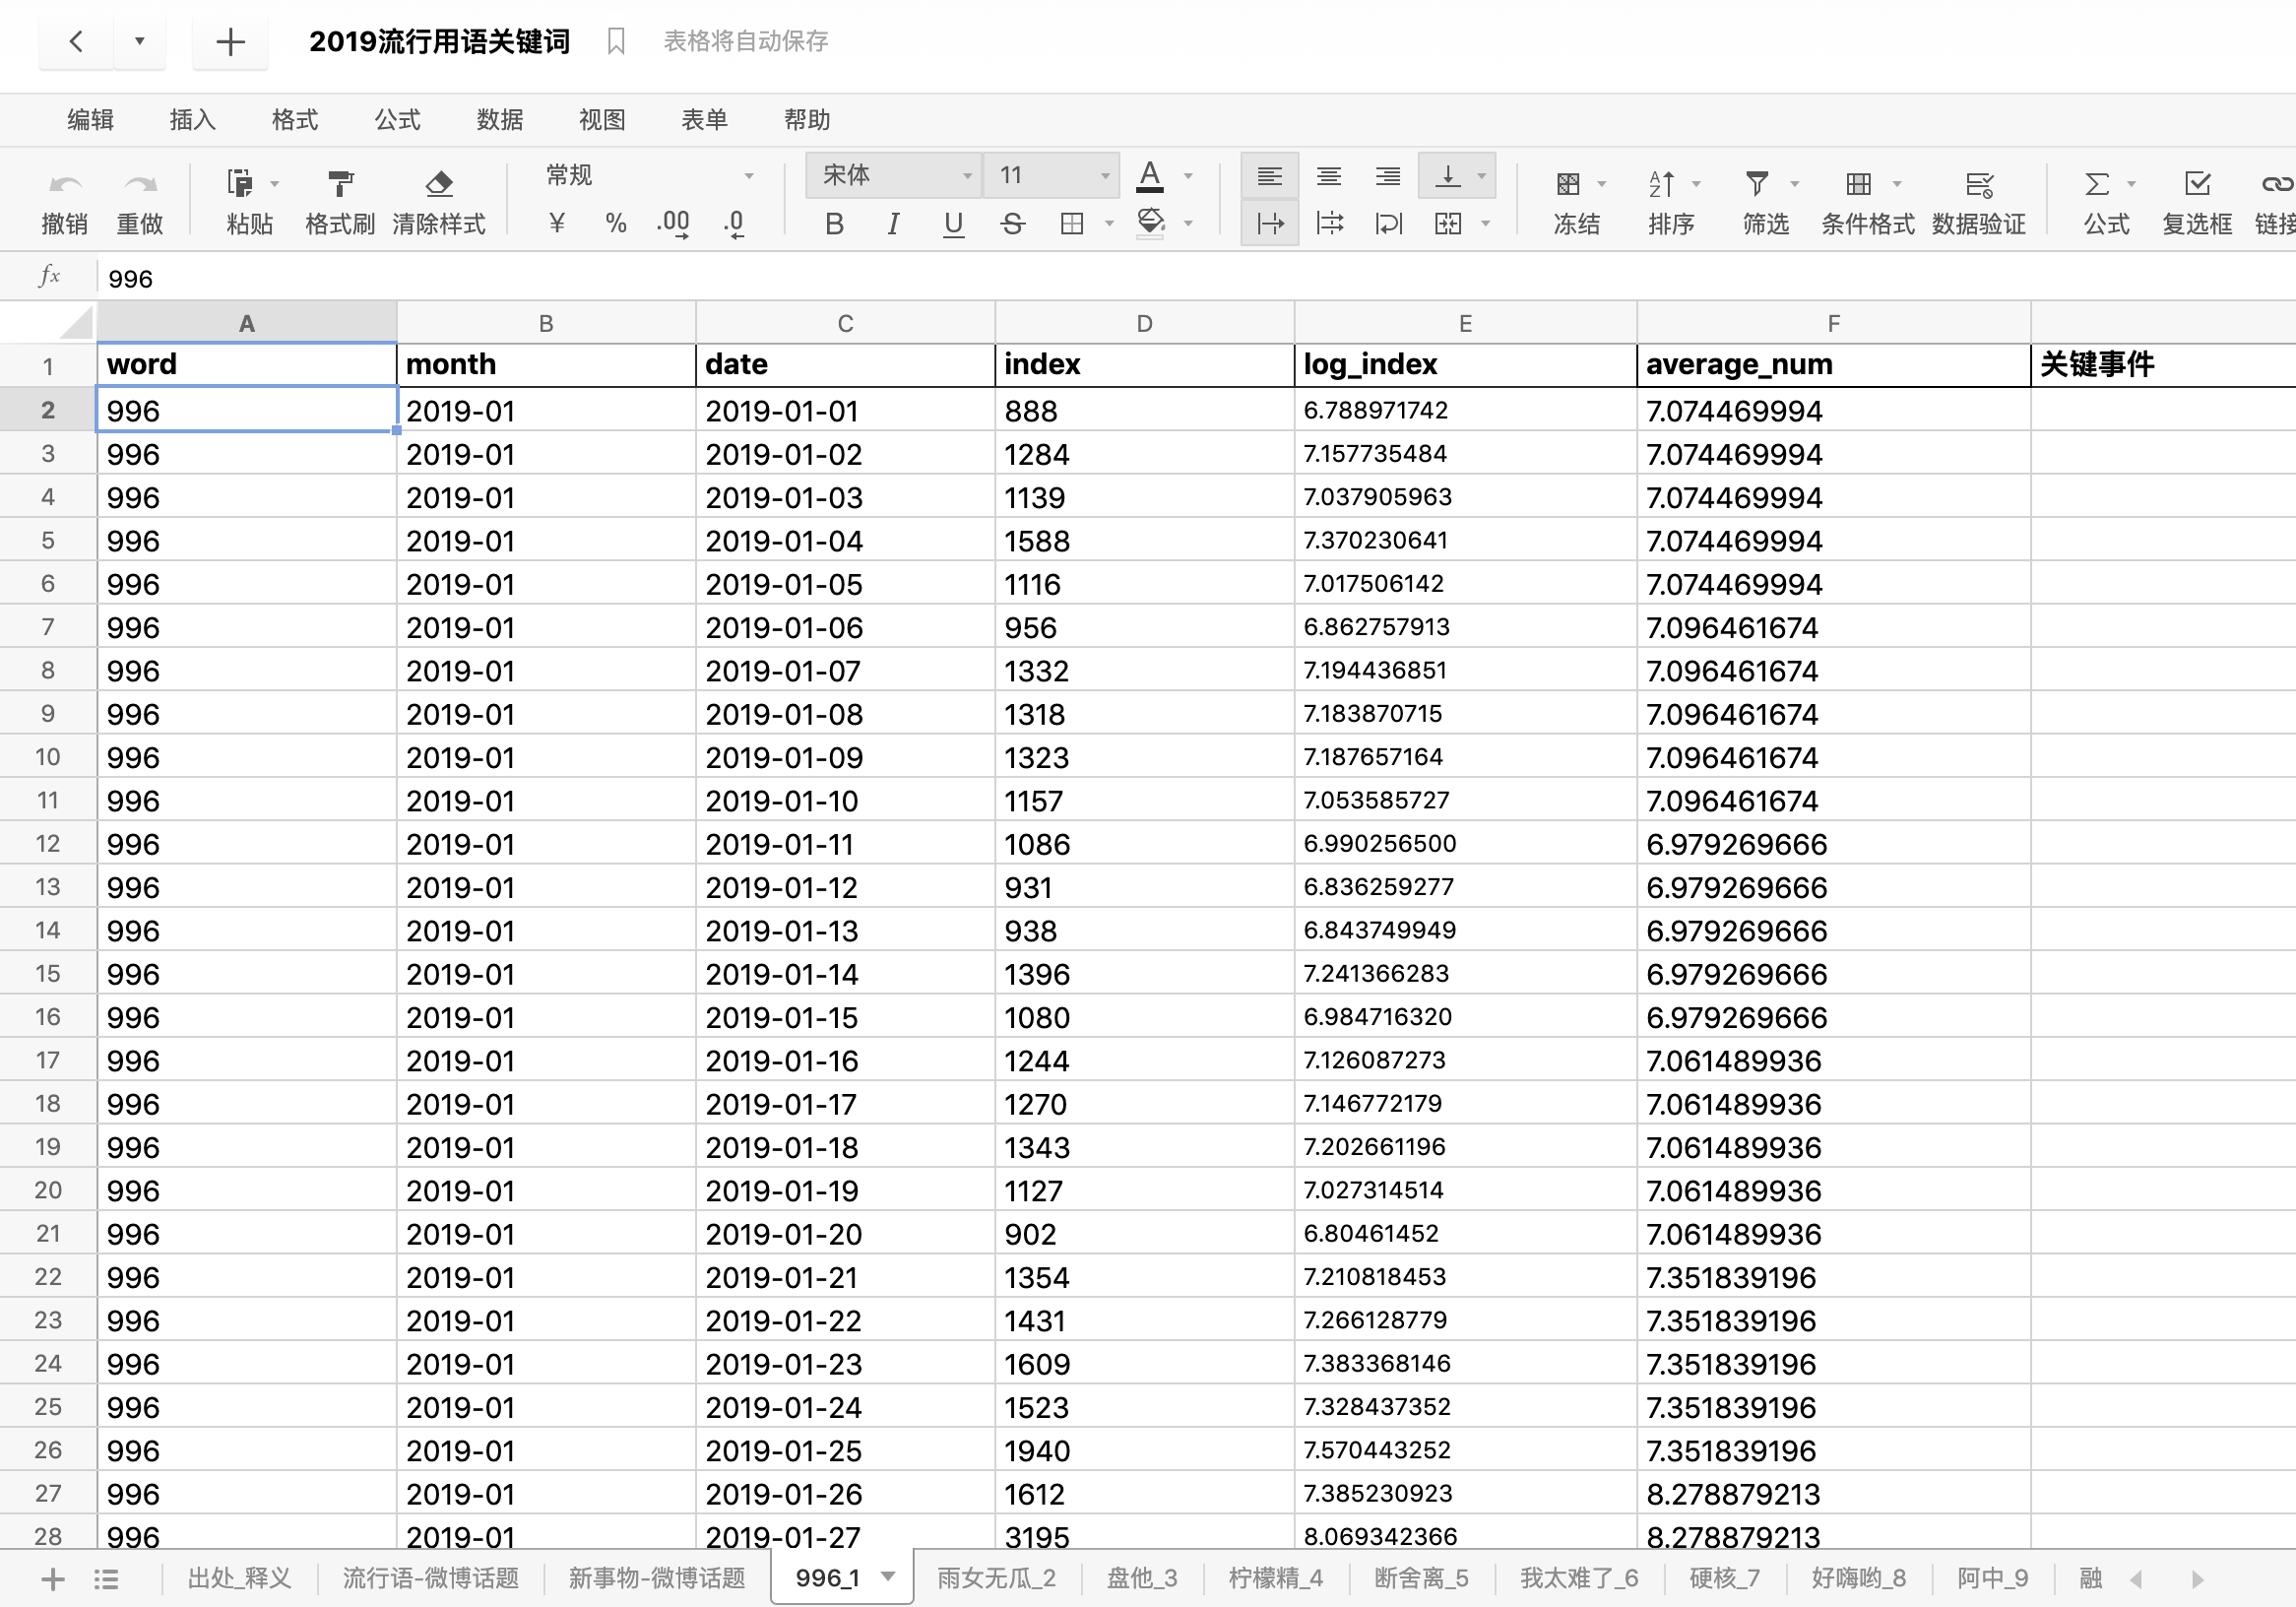 2019流行用语关键词 表格将自动保存
编辑 插入 格式 公式 数据 视图 表单 帮助
常规 宋体 11 A
撤销 重做 粘贴 格式刷 清除样式 ¥ % .00 .0 B I U S 冻结 排序 筛选 条件格式 数据验证 公式 复选框 链接
fx 996
A B C D E F
1 word month date index log_index average_num 关键事件
2 996 2019-01 2019-01-01 888 6.788971742 7.074469994
3 996 2019-01 2019-01-02 1284 7.157735484 7.074469994
4 996 2019-01 2019-01-03 1139 7.037905963 7.074469994
5 996 2019-01 2019-01-04 1588 7.370230641 7.074469994
6 996 2019-01 2019-01-05 1116 7.017506142 7.074469994
7 996 2019-01 2019-01-06 956 6.862757913 7.096461674
8 996 2019-01 2019-01-07 1332 7.194436851 7.096461674
9 996 2019-01 2019-01-08 1318 7.183870715 7.096461674
10 996 2019-01 2019-01-09 1323 7.187657164 7.096461674
11 996 2019-01 2019-01-10 1157 7.053585727 7.096461674
12 996 2019-01 2019-01-11 1086 6.990256500 6.979269666
13 996 2019-01 2019-01-12 931 6.836259277 6.979269666
14 996 2019-01 2019-01-13 938 6.843749949 6.979269666
15 996 2019-01 2019-01-14 1396 7.241366283 6.979269666
16 996 2019-01 2019-01-15 1080 6.984716320 6.979269666
17 996 2019-01 2019-01-16 1244 7.126087273 7.061489936
18 996 2019-01 2019-01-17 1270 7.146772179 7.061489936
19 996 2019-01 2019-01-18 1343 7.202661196 7.061489936
20 996 2019-01 2019-01-19 1127 7.027314514 7.061489936
21 996 2019-01 2019-01-20 902 6.80461452 7.061489936
22 996 2019-01 2019-01-21 1354 7.210818453 7.351839196
23 996 2019-01 2019-01-22 1431 7.266128779 7.351839196
24 996 2019-01 2019-01-23 1609 7.383368146 7.351839196
25 996 2019-01 2019-01-24 1523 7.328437352 7.351839196
26 996 2019-01 2019-01-25 1940 7.570443252 7.351839196
27 996 2019-01 2019-01-26 1612 7.385230923 8.278879213
28 996 2019-01 2019-01-27 3195 8.069342366 8.278879213
出处_释义 流行语-微博话题 新事物-微博话题 996_1 雨女无瓜_2 盘他_3 柠檬精_4 断舍离_5 我太难了_6 硬核_7 好嗨哟_8 阿中_9 融